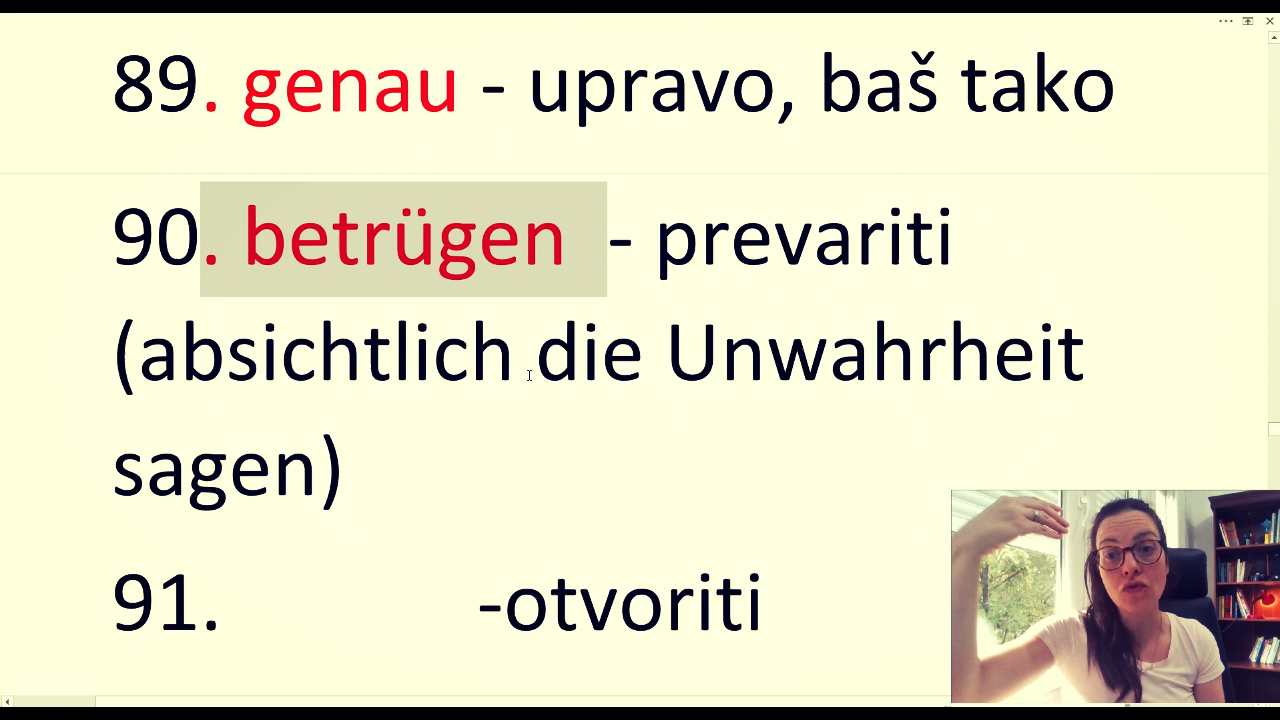 89. genau - upravo, baš tako
90. betrügen - prevariti
(absichtlich die Unwahrheit
sagen)
91. -otvoriti